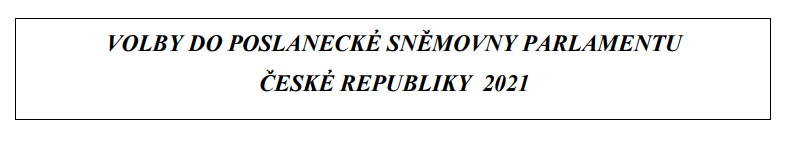 VOLBY DO POSLANECKÉ SNĚMOVNY PARLAMENTU
ČESKÉ REPUBLIKY 2021